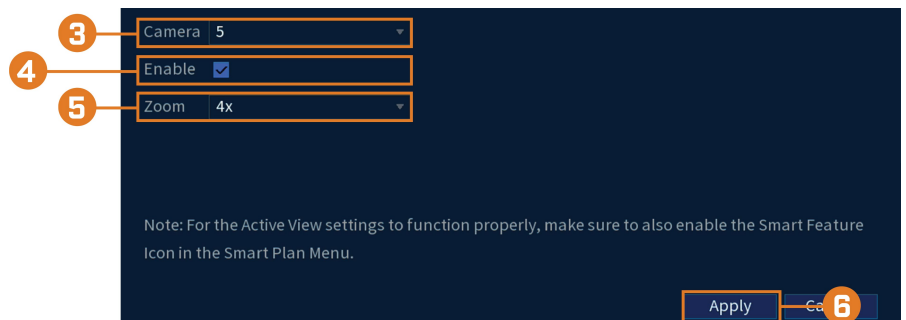 3 Camera 5
4 Enable
5 Zoom 4x
Note: For the Active View settings to function properly, make sure to also enable the Smart Feature
Icon in the Smart Plan Menu.
Apply 6